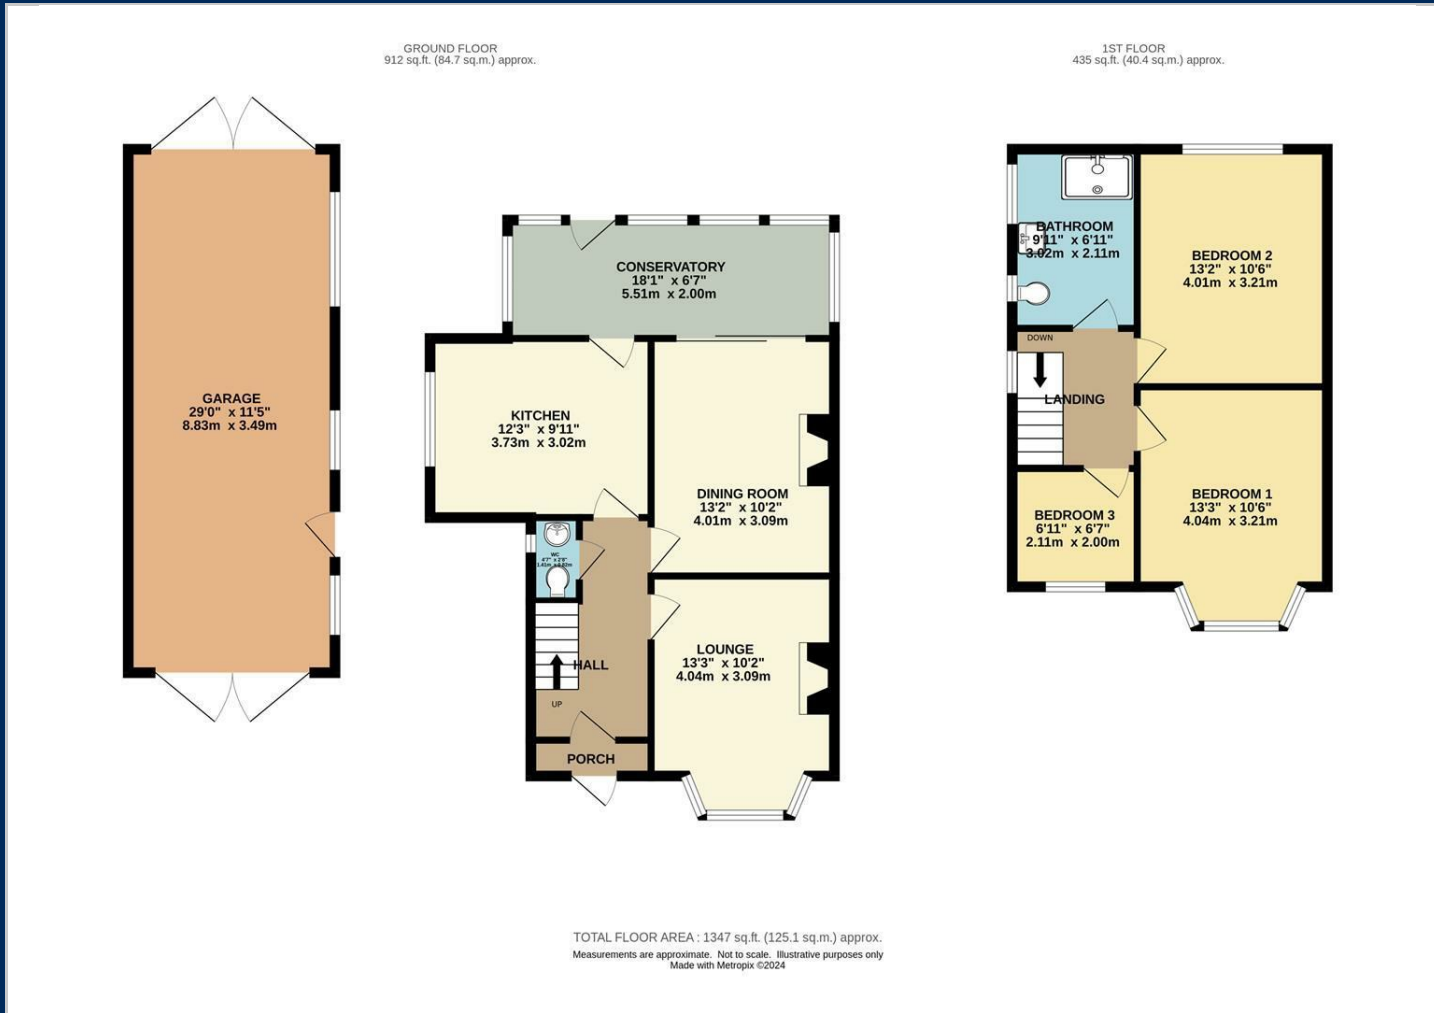 GROUND FLOOR
912 sq.ft. (84.7 sq.m.) approx.
1ST FLOOR
435 sq.ft. (40.4 sq.m.) approx.
GARAGE
29'0" x 11'5"
8.83m x 3.49m
CONSERVATORY
18'1" x 6'7"
5.51m x 2.00m
KITCHEN
12'3" x 9'11"
3.73m x 3.02m
DINING ROOM
13'2" x 10'2"
4.01m x 3.09m
WC
HALL
UP
PORCH
LOUNGE
13'3" x 10'2"
4.04m x 3.09m
BATHROOM
9'11" x 6'11"
3.02m x 2.11m
BEDROOM 2
13'2" x 10'6"
4.01m x 3.21m
DOWN
LANDING
BEDROOM 1
13'3" x 10'6"
4.04m x 3.21m
BEDROOM 3
6'11" x 6'7"
2.11m x 2.00m
TOTAL FLOOR AREA : 1347 sq.ft. (125.1 sq.m.) approx.
Measurements are approximate. Not to scale. Illustrative purposes only
Made with Metropix ©2024